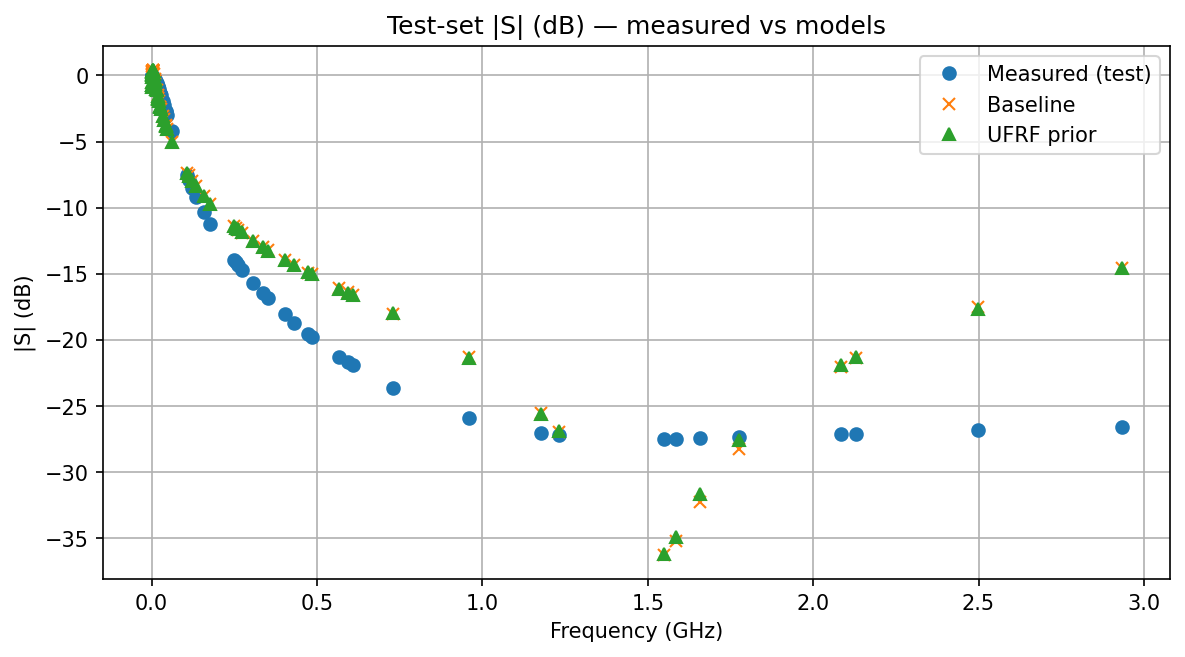 Test-set |S| (dB) — measured vs models
|S| (dB)
0
−5
−10
−15
−20
−25
−30
−35
Measured (test)
Baseline
UFRF prior
0.0
0.5
1.0
1.5
2.0
2.5
3.0
Frequency (GHz)